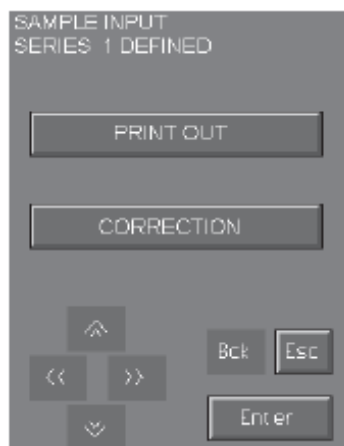 SAMPLE INPUT
SERIES 1 DEFINED
PRINT OUT
CORRECTION
<< >>
Bck Esc
Enter